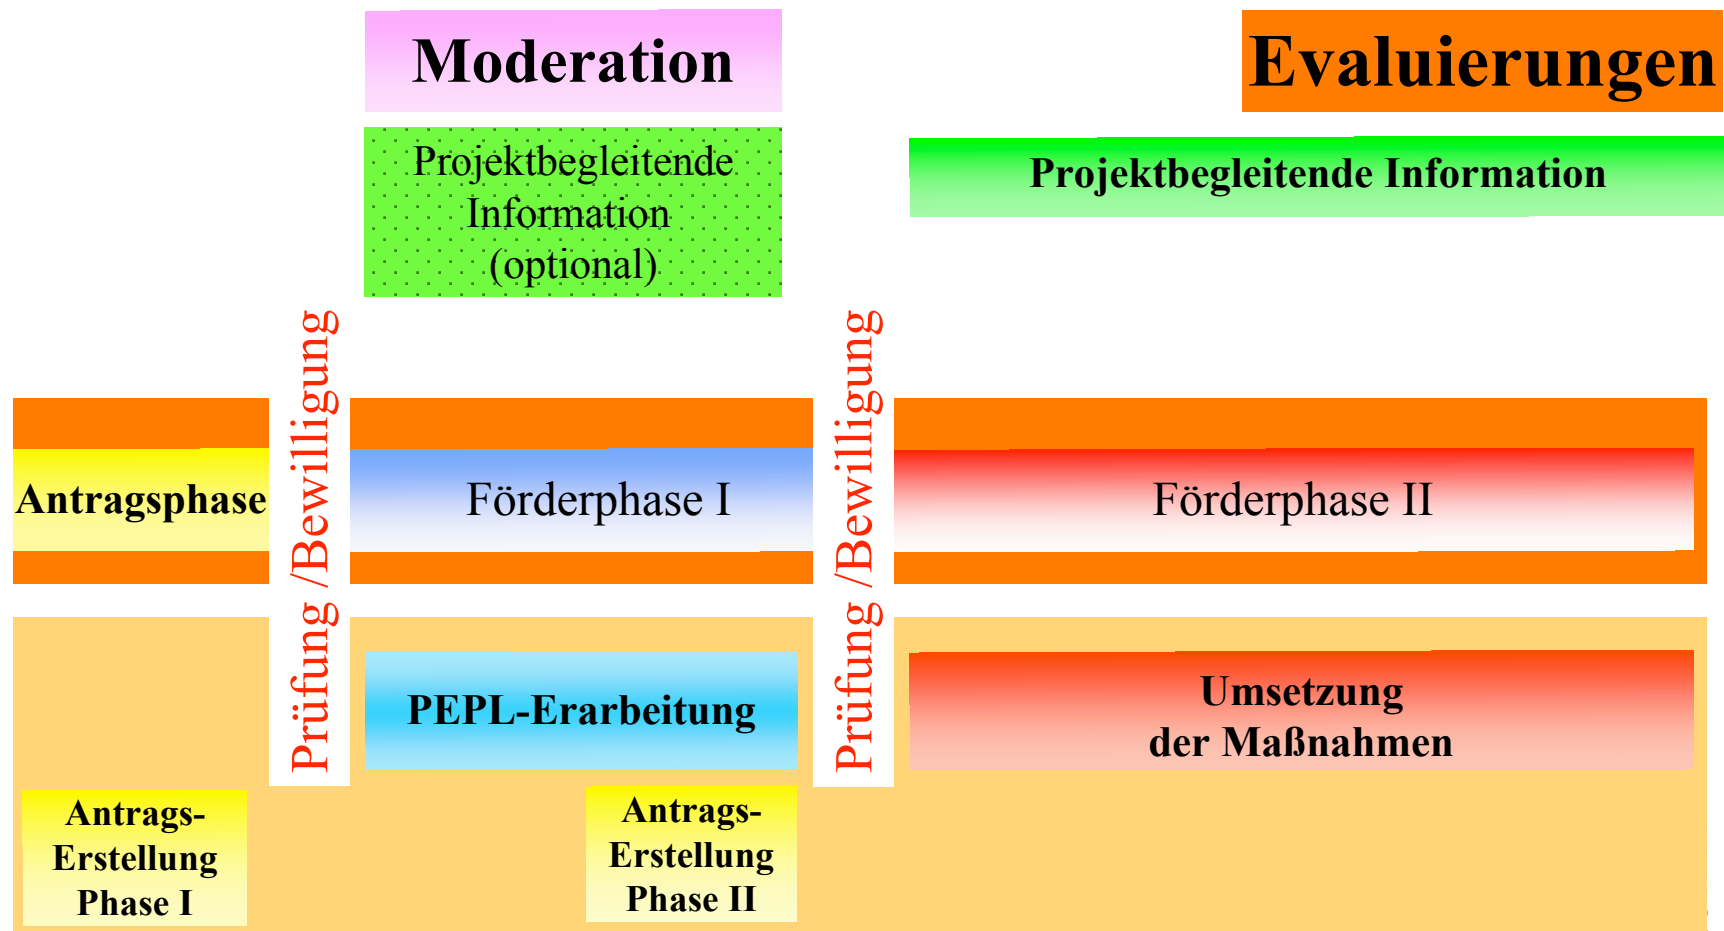 Moderation
Evaluierungen
Projektbegleitende
Information
(optional)
Projektbegleitende Information
Prüfung /Bewilligung
Prüfung /Bewilligung
Antragsphase
Förderphase I
Förderphase II
PEPL-Erarbeitung
Umsetzung
der Maßnahmen
Antrags-
Erstellung
Phase I
Antrags-
Erstellung
Phase II